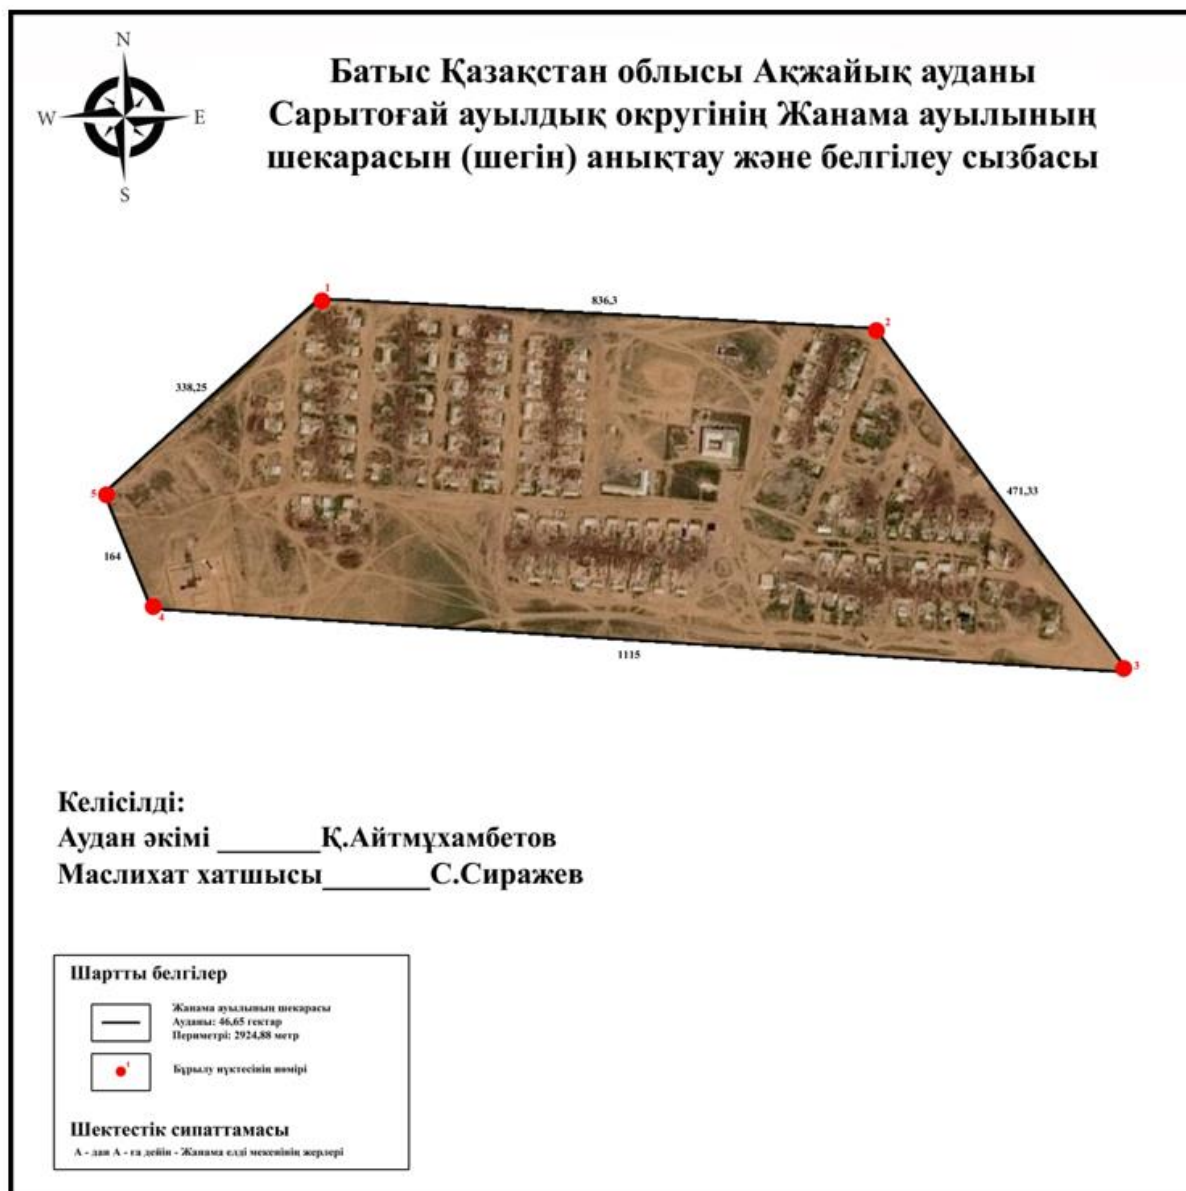 N
W E
S
Батыс Қазақстан облысы Ақжайық ауданы
Сарытоғай ауылдық округінің Жанама ауылының
шекарасын (шегін) анықтау және белгілеу сызбасы
1
836,3
2
338,25
5
471,33
164
4
1115
3
Келісілді:
Аудан әкімі _______Қ.Айтмұхамбетов
Маслихат хатшысы_______С.Сиражев
Шартты белгілер
Жанама ауылының шекарасы
Ауданы: 46,65 гектар
Периметрі: 2924,88 метр
1
Бұрылу нүктесінің нөмірі
Шектестік сипаттамасы
А - дан А - ға дейін - Жанама елді мекенінің жерлері